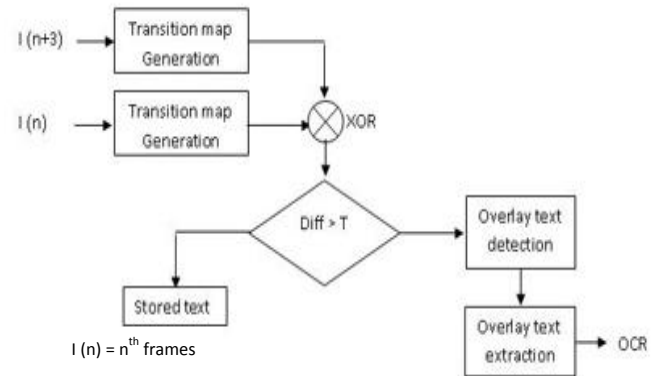 I (n+3)
Transition map
Generation
I (n)
Transition map
Generation
XOR
Diff > T
Overlay text
detection
Stored text
Overlay text
extraction
OCR
I (n) = nth frames